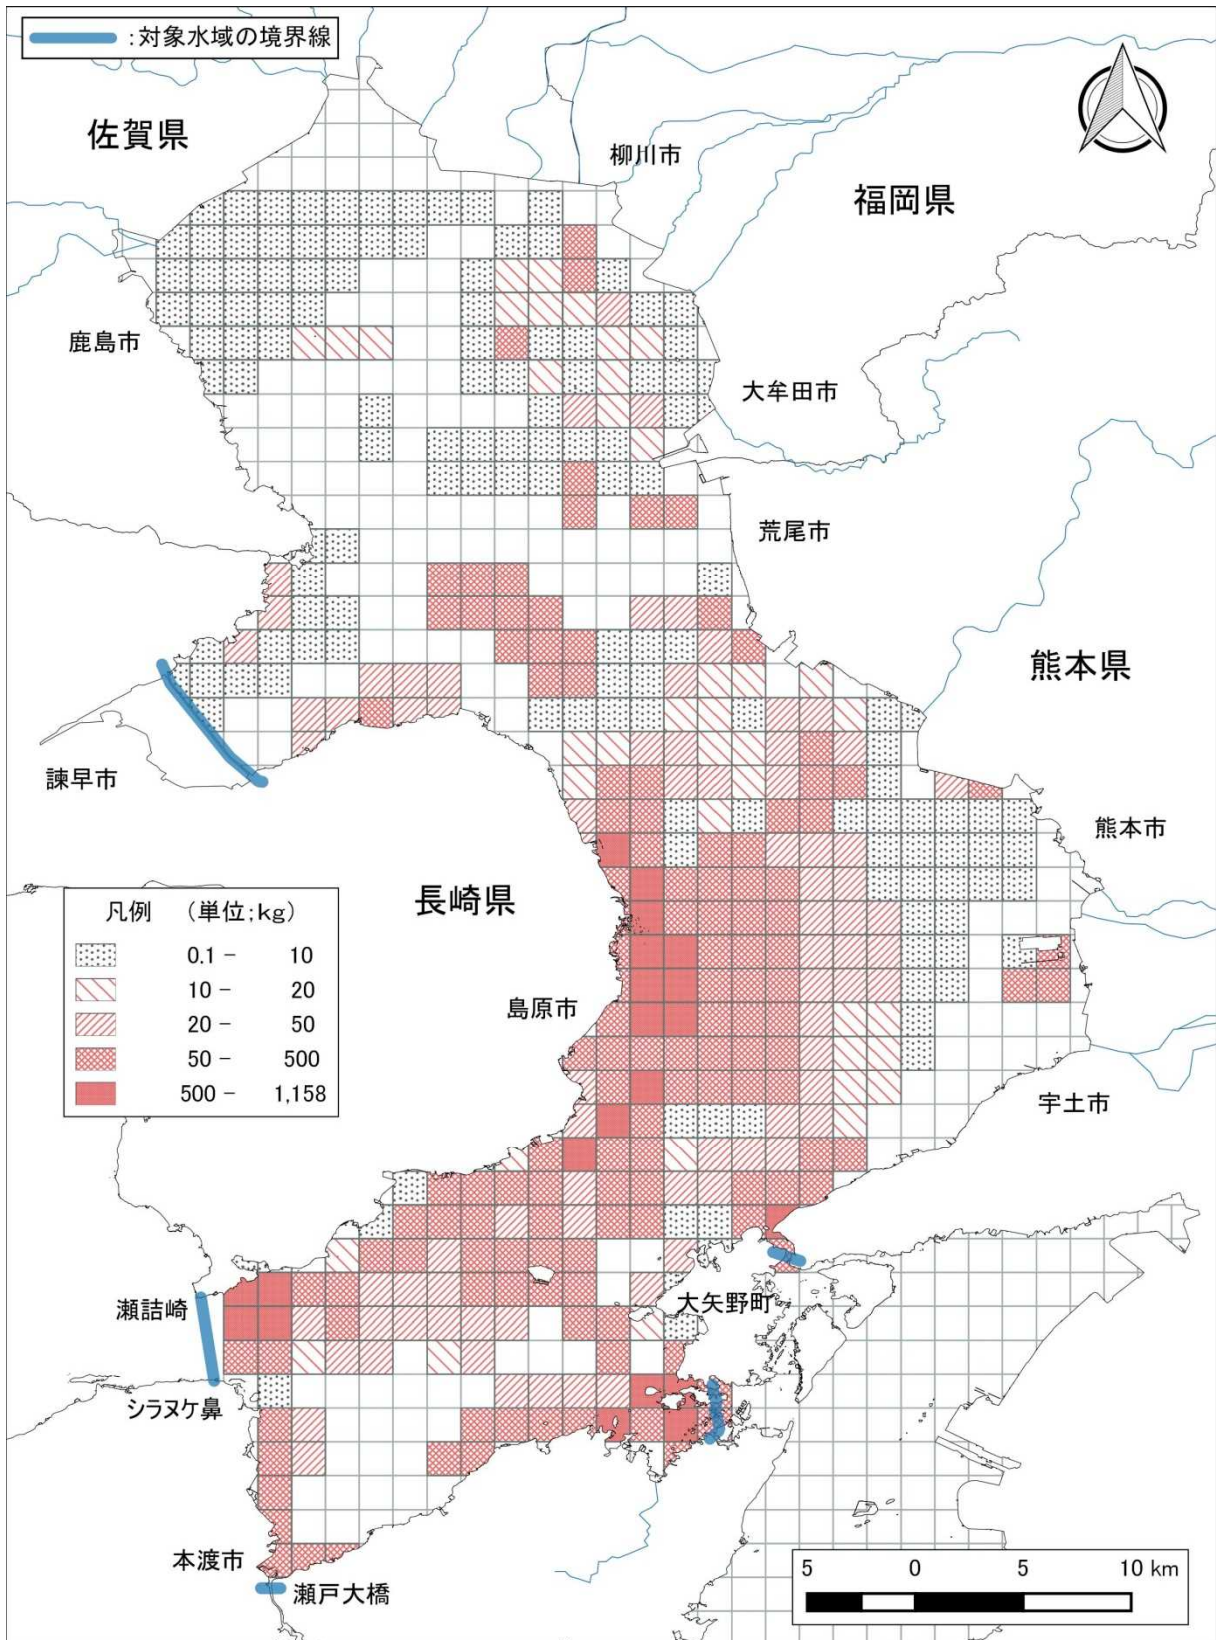 :対象水域の境界線
佐賀県
柳川市
福岡県
鹿島市
大牟田市
荒尾市
熊本県
諫早市
熊本市
長崎県
凡例 (単位;kg)
0.1 - 10
10 - 20
20 - 50
50 - 500
500 - 1,158
島原市
宇土市
瀬詰崎
大矢野町
シラヌケ鼻
本渡市
瀬戸大橋
5 0 5 10 km